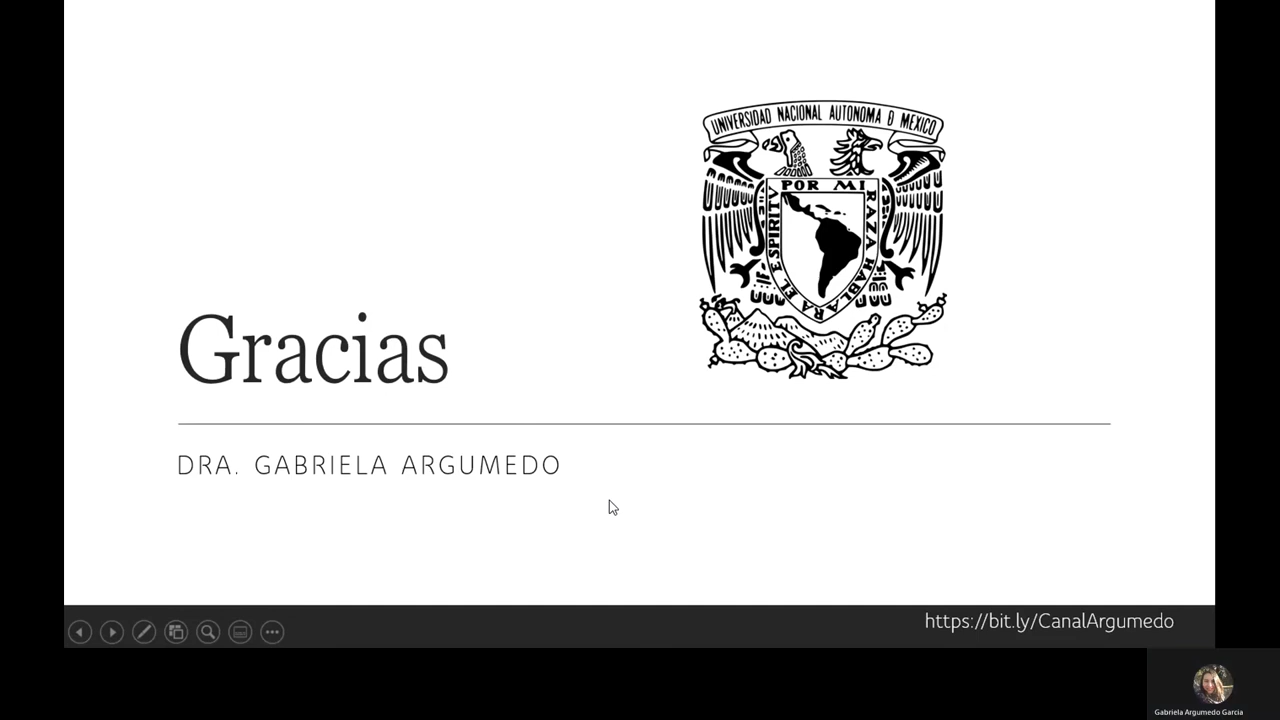 UNIVERSIDAD NACIONAL AUTONOMA D MEXICO
POR MI RAZA HABLARA EL ESPIRITV
Gracias
DRA. GABRIELA ARGUMEDO
https://bit.ly/CanalArgumedo
Gabriela Argumedo Garcia